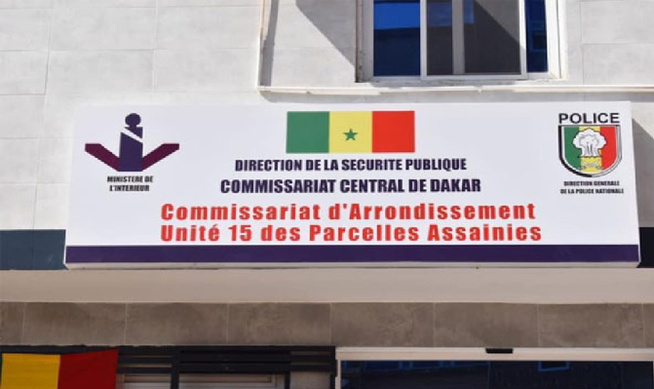 MINISTERE DE
L'INTERIEUR
DIRECTION DE LA SECURITE PUBLIQUE
COMMISSARIAT CENTRAL DE DAKAR
Commissariat d'Arrondissement
Unité 15 des Parcelles Assainies
POLICE
DIRECTION GENERALE
DE LA POLICE NATIONALE